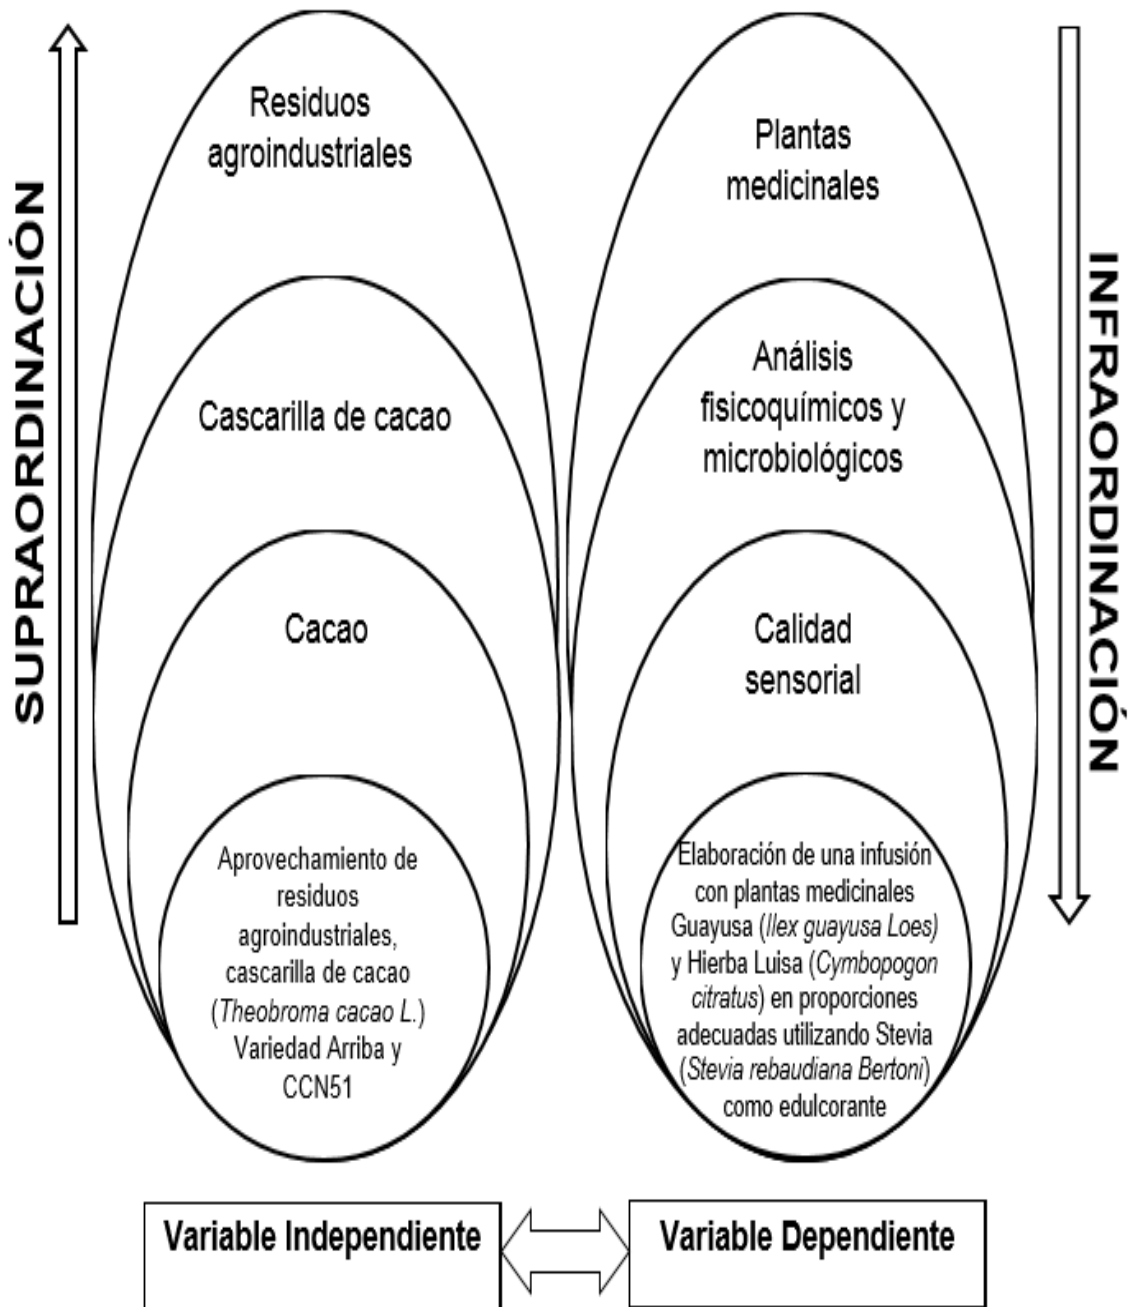 SUPRAORDINACIÓN
Residuos
agroindustriales
Cascarilla de cacao
Cacao
Aprovechamiento de
residuos
agroindustriales,
cascarilla de cacao
(Theobroma cacao L.)
Variedad Arriba y
CCN51
Variable Independiente
Plantas
medicinales
Análisis
fisicoquímicos y
microbiológicos
Calidad
sensorial
Elaboración de una infusión
con plantas medicinales
Guayusa (Ilex guayusa Loes)
y Hierba Luisa (Cymbopogon
citratus) en proporciones
adecuadas utilizando Stevia
(Stevia rebaudiana Bertoni)
como edulcorante
Variable Dependiente
INFRAORDINACIÓN